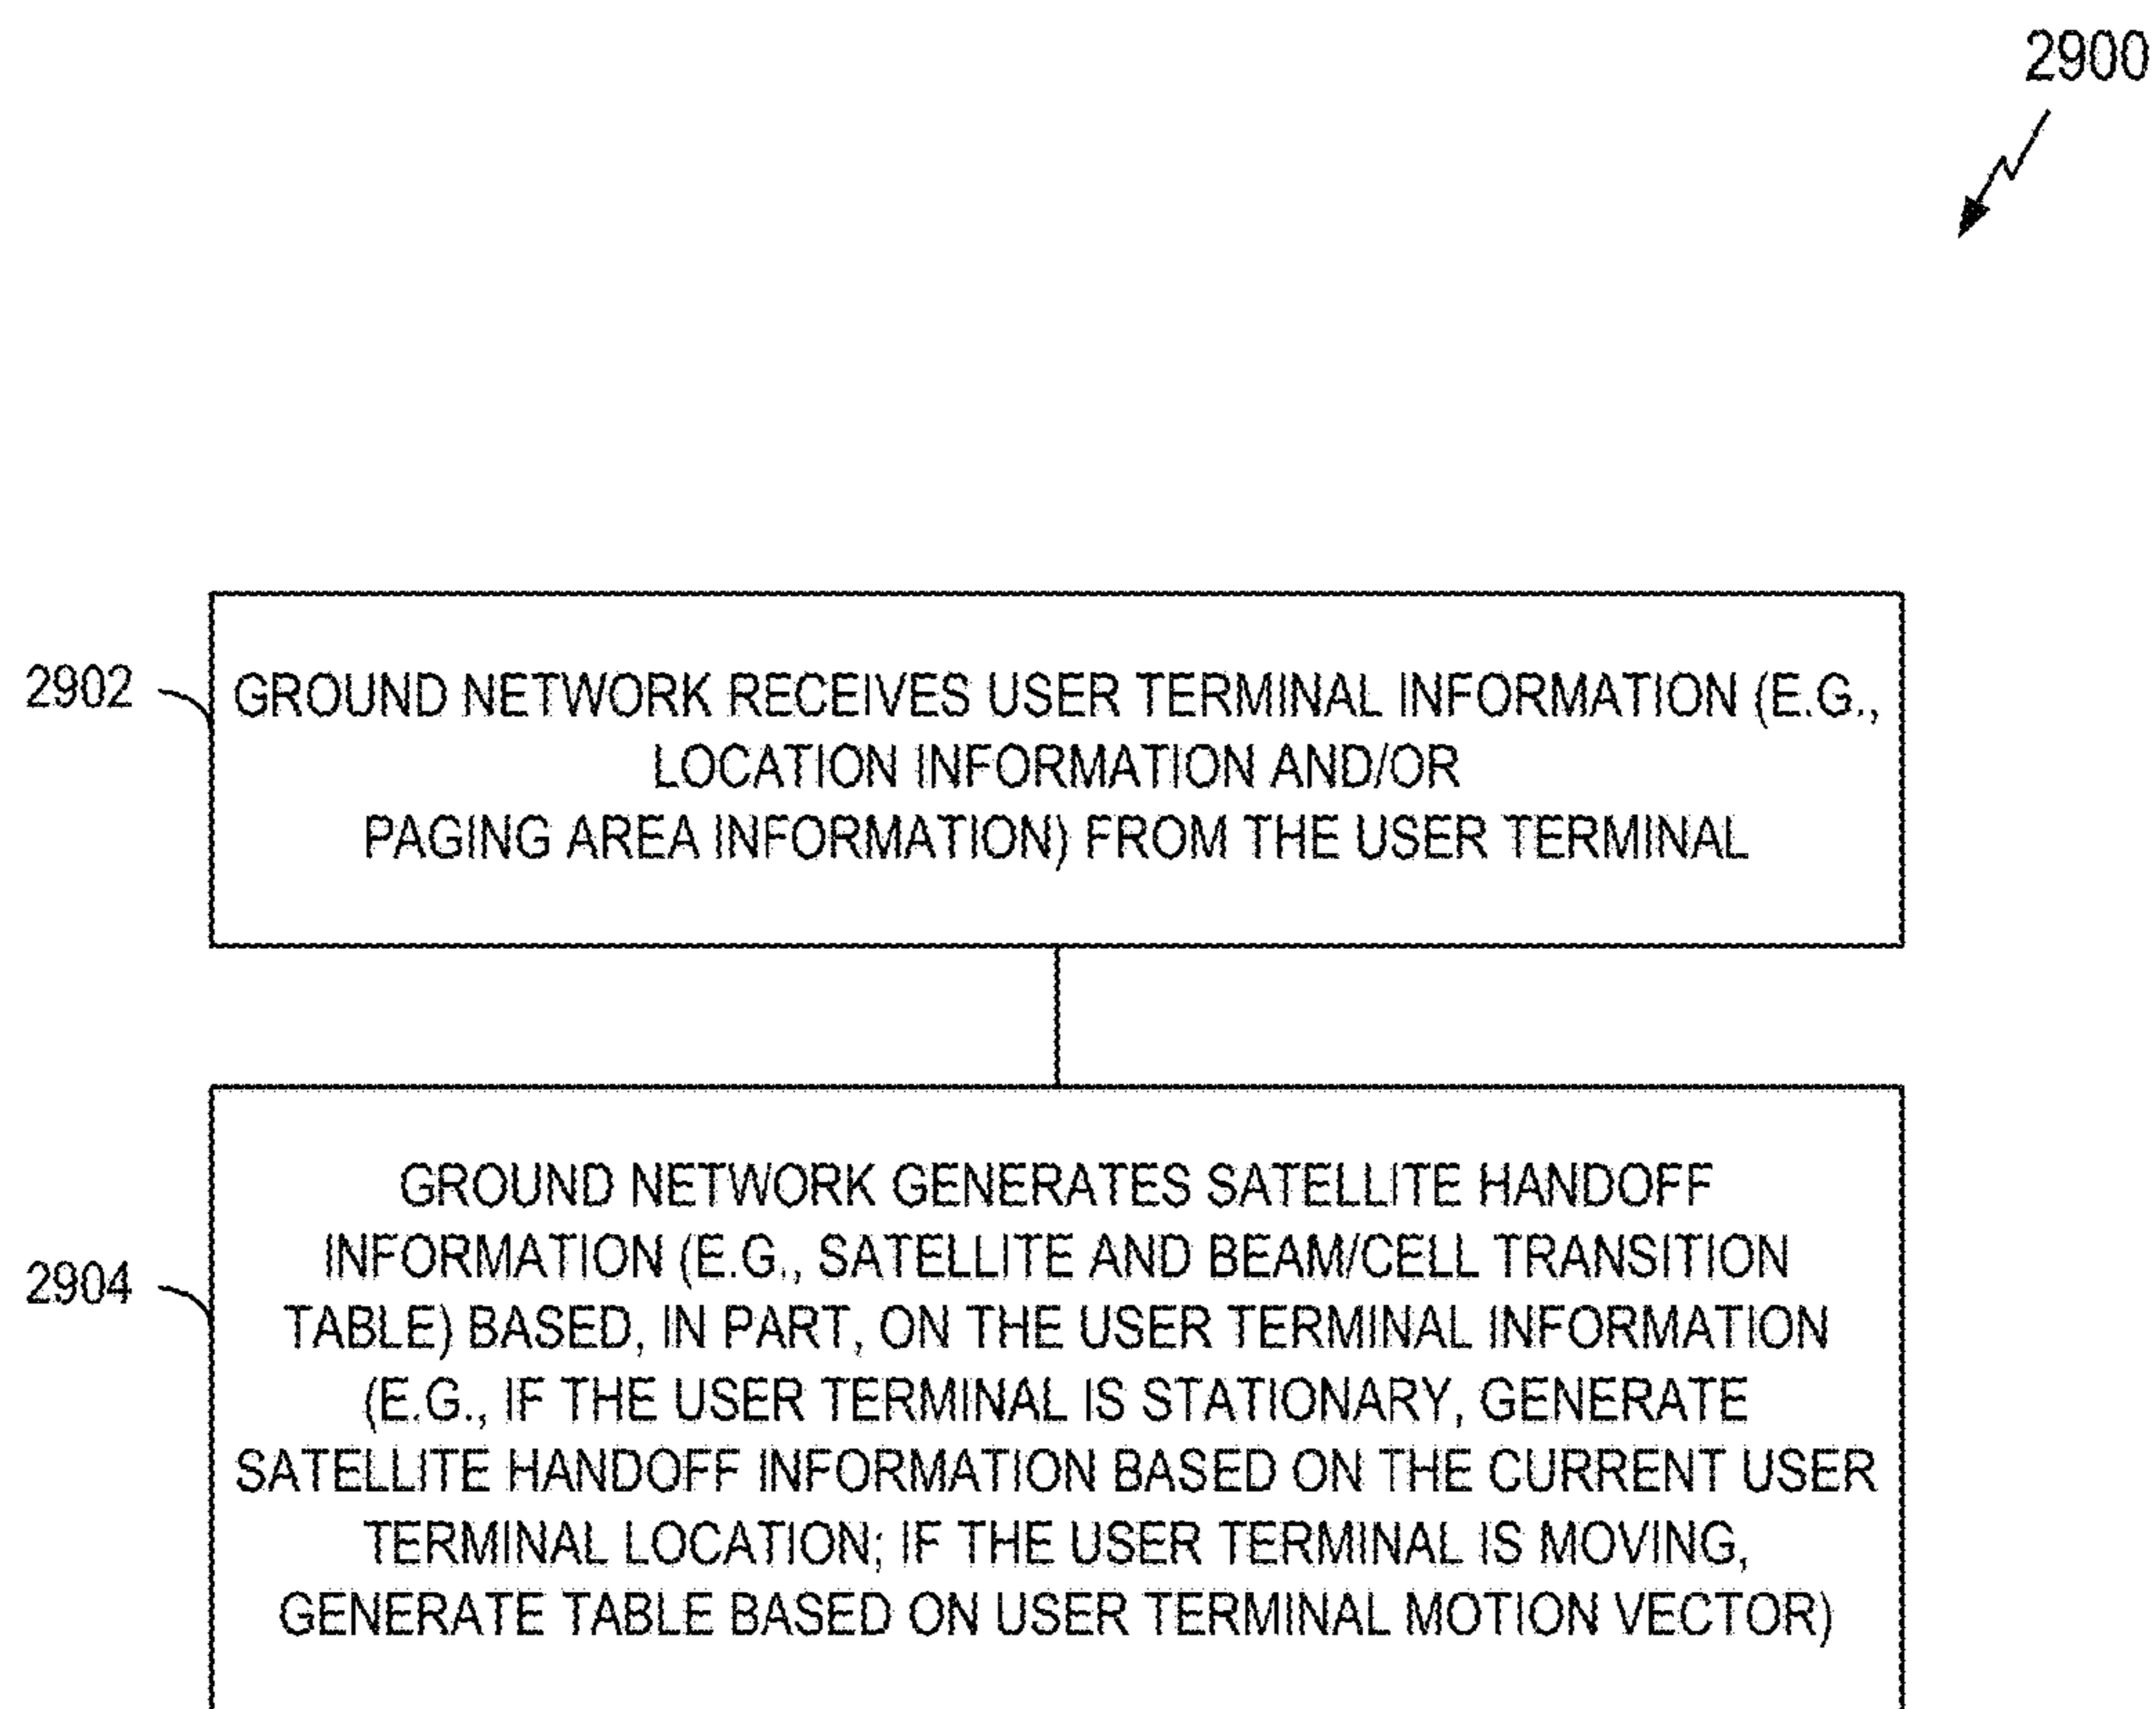 2900
2902
GROUND NETWORK RECEIVES USER TERMINAL INFORMATION (E.G.,
LOCATION INFORMATION AND/OR
PAGING AREA INFORMATION) FROM THE USER TERMINAL
2904
GROUND NETWORK GENERATES SATELLITE HANDOFF
INFORMATION (E.G., SATELLITE AND BEAM/CELL TRANSITION
TABLE) BASED, IN PART, ON THE USER TERMINAL INFORMATION
(E.G., IF THE USER TERMINAL IS STATIONARY, GENERATE
SATELLITE HANDOFF INFORMATION BASED ON THE CURRENT USER
TERMINAL LOCATION; IF THE USER TERMINAL IS MOVING,
GENERATE TABLE BASED ON USER TERMINAL MOTION VECTOR)